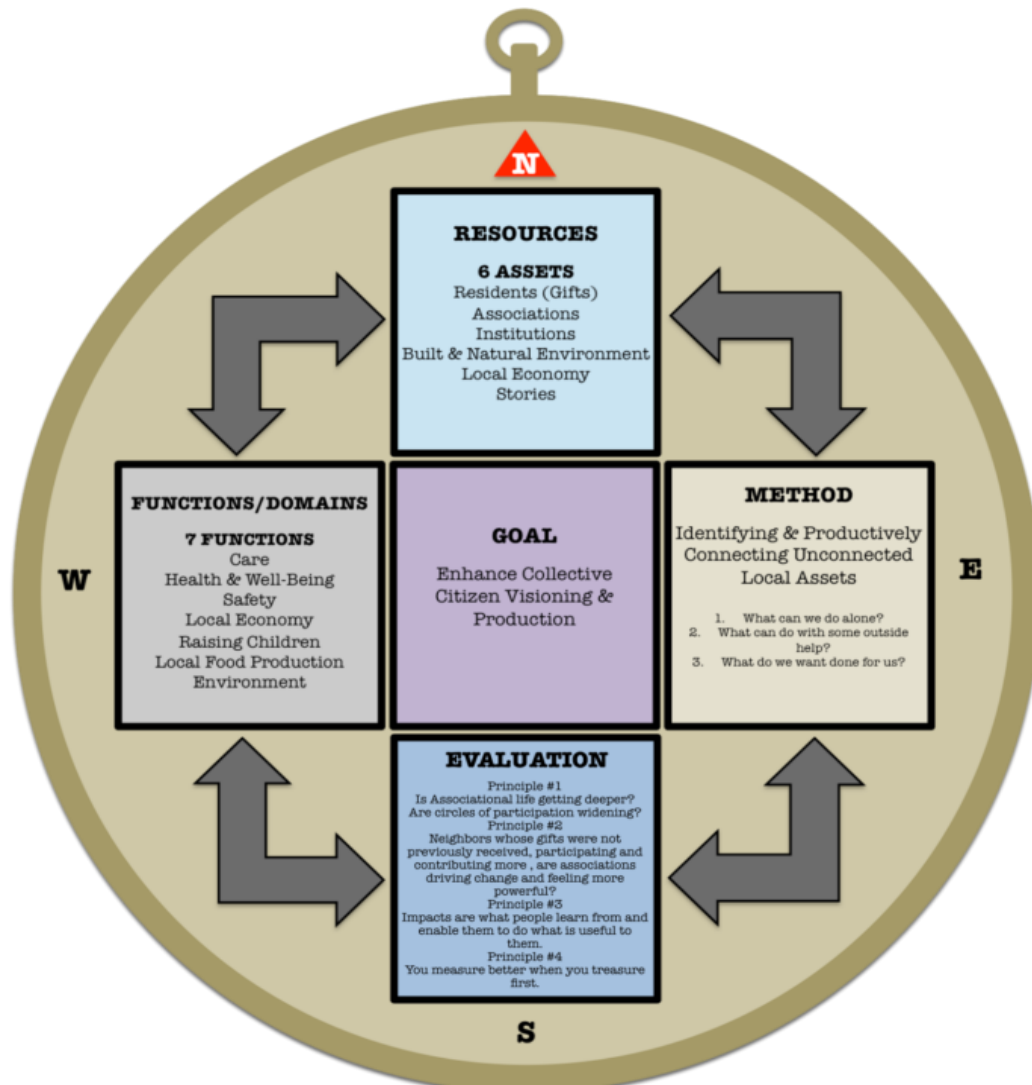 N
RESOURCES
6 ASSETS
Residents (Gifts)
Associations
Institutions
Built & Natural Environment
Local Economy
Stories
W
FUNCTIONS/DOMAINS
7 FUNCTIONS
Care
Health & Well-Being
Safety
Local Economy
Raising Children
Local Food Production
Environment
GOAL
Enhance Collective
Citizen Visioning &
Production
METHOD
Identifying & Productively
Connecting Unconnected
Local Assets
1. What can we do alone?
2. What can do with some outside
help?
3. What do we want done for us?
E
EVALUATION
Principle #1
Is Associational life getting deeper?
Are circles of participation widening?
Principle #2
Neighbors whose gifts were not
previously received, participating and
contributing more , are associations
driving change and feeling more
powerful?
Principle #3
Impacts are what people learn from and
enable them to do what is useful to
them.
Principle #4
You measure better when you treasure
first.
S